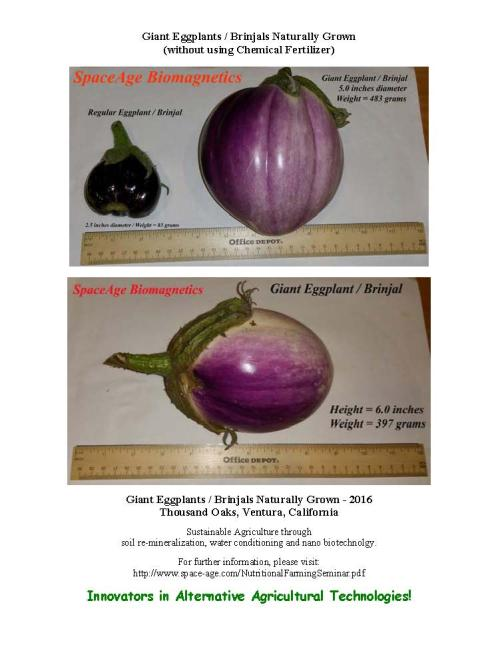 Giant Eggplants / Brinjals Naturally Grown
(without using Chemical Fertilizer)
SpaceAge Biomagnetics
Giant Eggplant / Brinjal
5.0 inches diameter
Weight = 483 grams
Regular Eggplant / Brinjal
2.5 inches diameter / Weight = 85 grams
Office DEPOT.
SpaceAge Biomagnetics
Giant Eggplant / Brinjal
Height = 6.0 inches
Weight = 397 grams
Office DEPOT.
Giant Eggplants / Brinjals Naturally Grown - 2016
Thousand Oaks, Ventura, California
Sustainable Agriculture through
soil re-mineralization, water conditioning and nano biotechnolgy.
For further information, please visit:
http://www.space-age.com/NutritionalFarmingSeminar.pdf
Innovators in Alternative Agricultural Technologies!